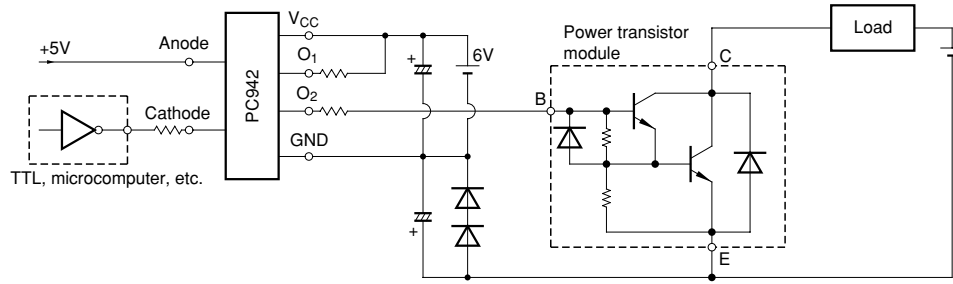 +5V
Anode
Cathode
TTL, microcomputer, etc.
PC942
VCC
O1
O2
GND
+
6V
+
Power transistor
module
B
C
E
Load